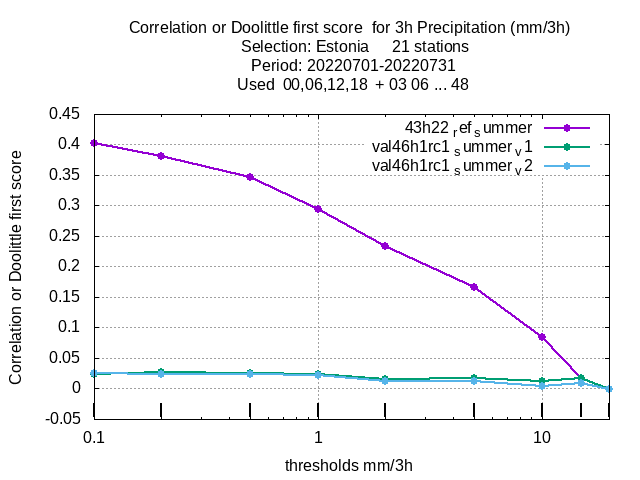 Correlation or Doolittle first score  for 3h Precipitation (mm/3h)
Selection: Estonia     21 stations
Period: 20220701-20220731
Used  00,06,12,18  + 03 06 ... 48
43h22 ref summer
val46h1rc1 summer v1
val46h1rc1 summer v2
Correlation or Doolittle first score
0.45
0.4
0.35
0.3
0.25
0.2
0.15
0.1
0.05
0
-0.05
0.1 1 10
thresholds mm/3h